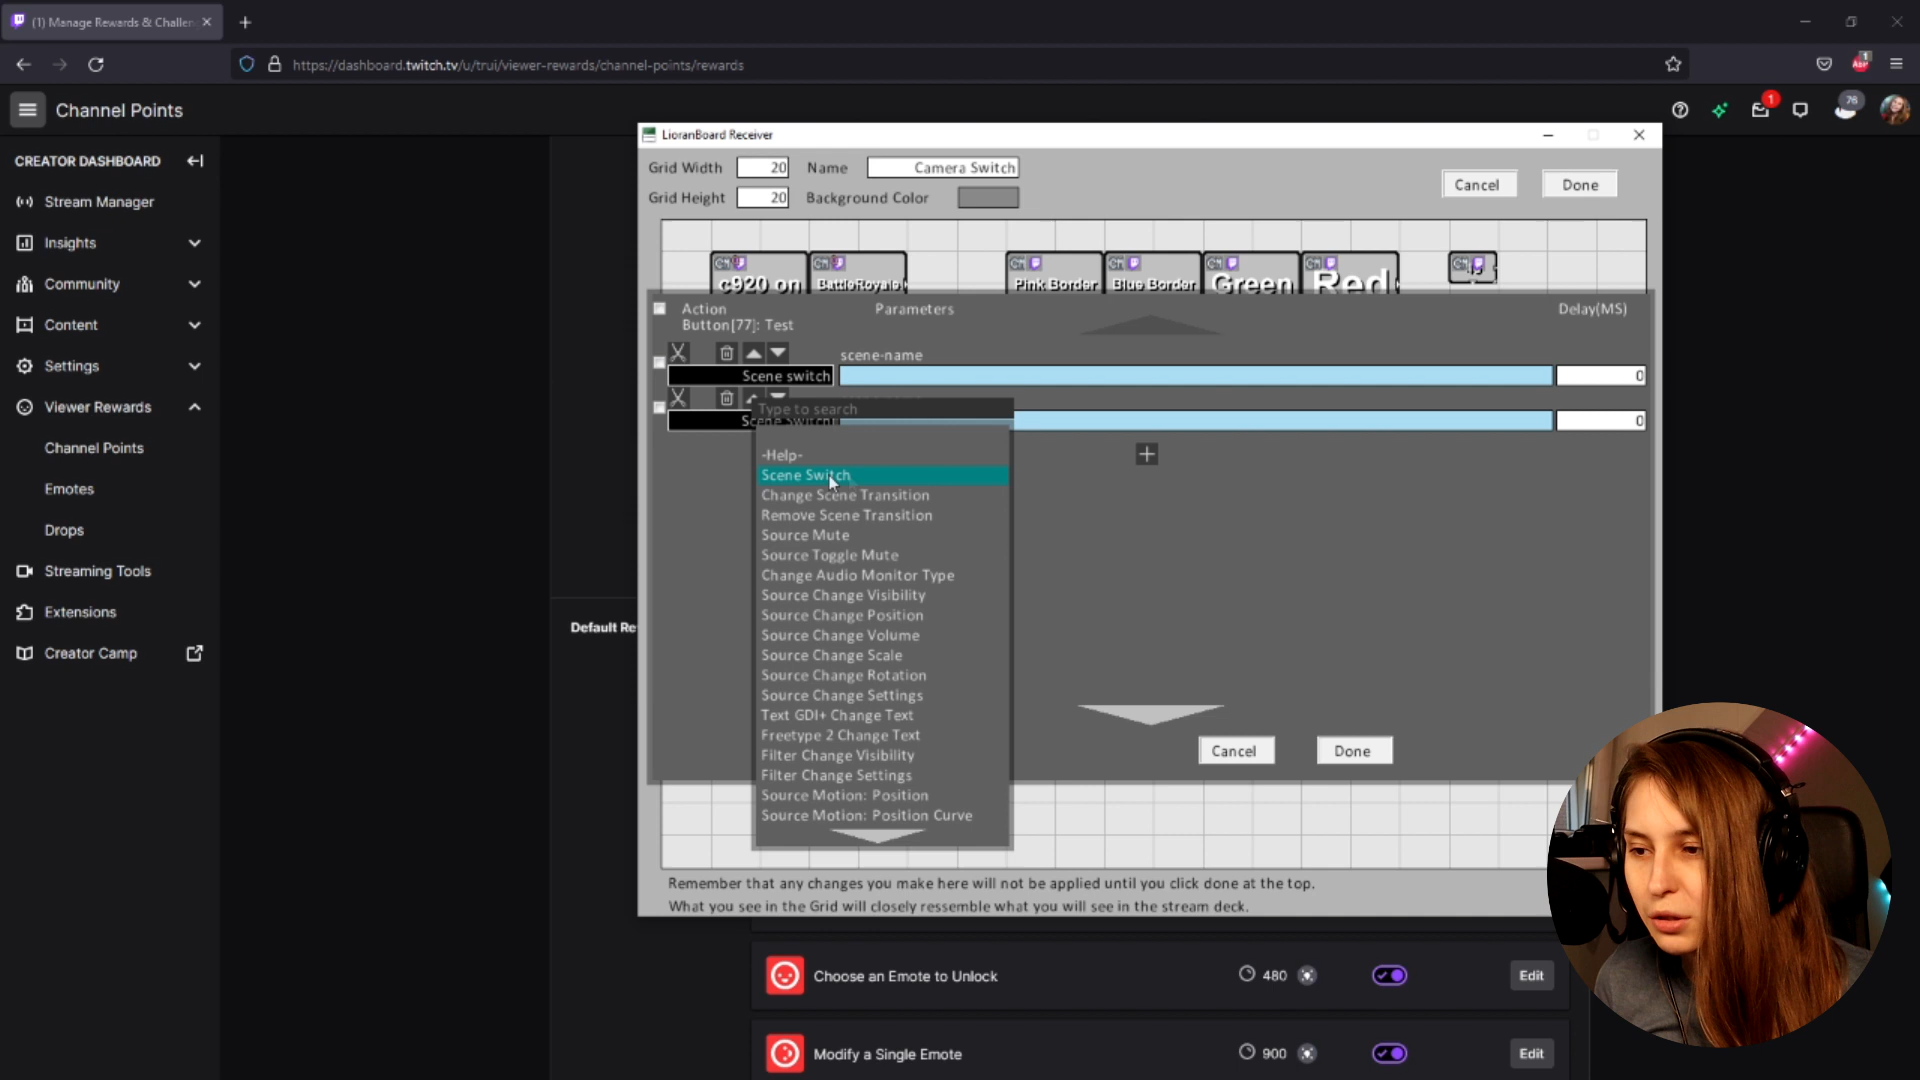 (1) Manage Rewards & Challen
https://dashboard.twitch.tv/u/trui/viewer-rewards/channel-points/rewards
Channel Points
1
76
CREATOR DASHBOARD
Stream Manager
Insights
Community
Content
Settings
Viewer Rewards
Channel Points
Emotes
Drops
Streaming Tools
Extensions
Creator Camp
Default Re
LioranBoard Receiver
Grid Width 20 Name Camera Switch
Grid Height 20 Background Color
Cancel Done
c920 on BattleRoyale Pink Border Blue Border Green Red
Action Parameters Delay(MS)
Button[77]: Test
scene-name
Scene switch 0
Type to search
Scene Switch 0
-Help-
Scene Switch
Change Scene Transition
Remove Scene Transition
Source Mute
Source Toggle Mute
Change Audio Monitor Type
Source Change Visibility
Source Change Position
Source Change Volume
Source Change Scale
Source Change Rotation
Source Change Settings
Text GDI+ Change Text
Freetype 2 Change Text
Filter Change Visibility
Filter Change Settings
Source Motion: Position
Source Motion: Position Curve
Cancel Done
Remember that any changes you make here will not be applied until you click done at the top.
What you see in the Grid will closely ressemble what you will see in the stream deck.
Choose an Emote to Unlock 480 Edit
Modify a Single Emote 900 Edit